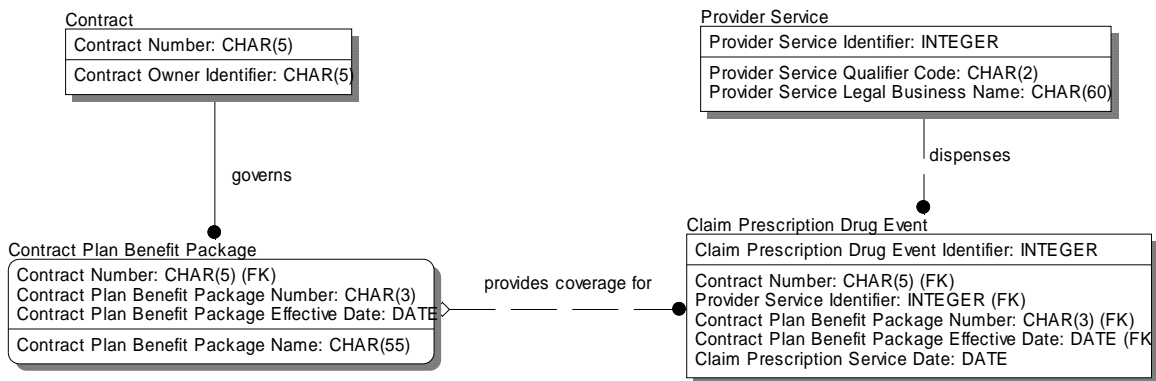 Contract
Contract Number: CHAR(5)
Contract Owner Identifier: CHAR(5)
governs
Provider Service
Provider Service Identifier: INTEGER
Provider Service Qualifier Code: CHAR(2)
Provider Service Legal Business Name: CHAR(60)
dispenses
Contract Plan Benefit Package
Contract Number: CHAR(5) (FK)
Contract Plan Benefit Package Number: CHAR(3)
Contract Plan Benefit Package Effective Date: DATE
Contract Plan Benefit Package Name: CHAR(55)
provides coverage for
Claim Prescription Drug Event
Claim Prescription Drug Event Identifier: INTEGER
Contract Number: CHAR(5) (FK)
Provider Service Identifier: INTEGER (FK)
Contract Plan Benefit Package Number: CHAR(3) (FK)
Contract Plan Benefit Package Effective Date: DATE (FK
Claim Prescription Service Date: DATE